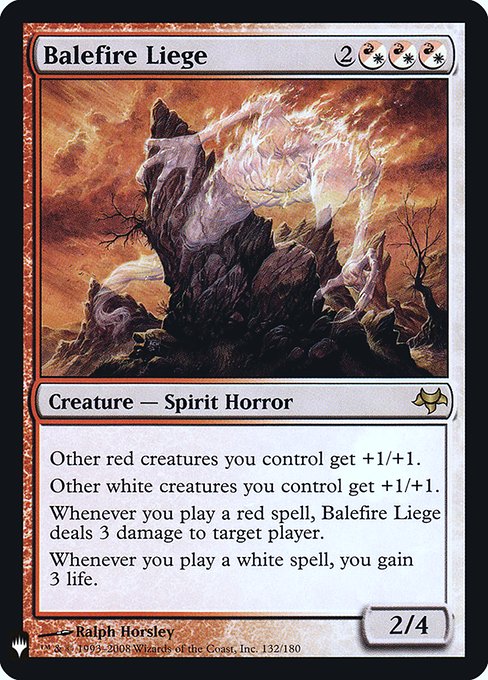 Balefire Liege 2
Creature — Spirit Horror
Other red creatures you control get +1/+1.
Other white creatures you control get +1/+1.
Whenever you play a red spell, Balefire Liege
deals 3 damage to target player.
Whenever you play a white spell, you gain
3 life.
Ralph Horsley
™ & © 1993-2008 Wizards of the Coast, Inc. 132/180
2/4